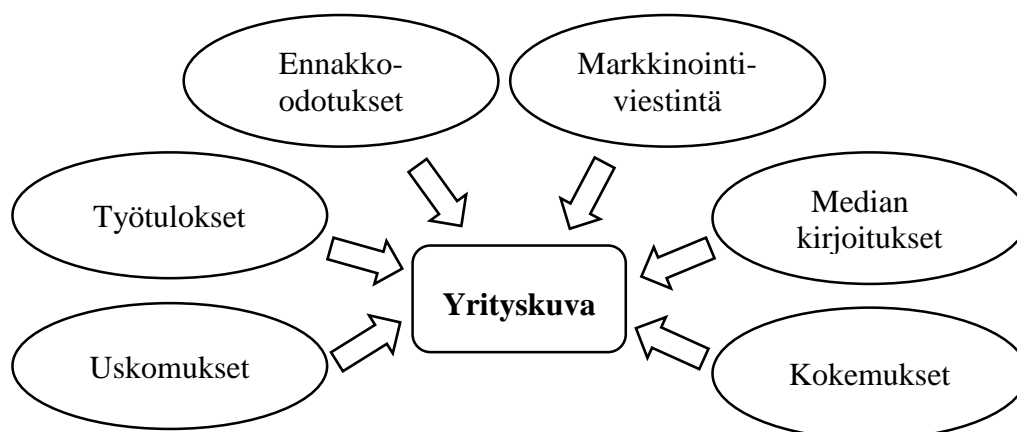 Ennakko-
odotukset
Markkinointi-
viestintä
Työtulokset
Median
kirjoitukset
Yrityskuva
Uskomukset
Kokemukset